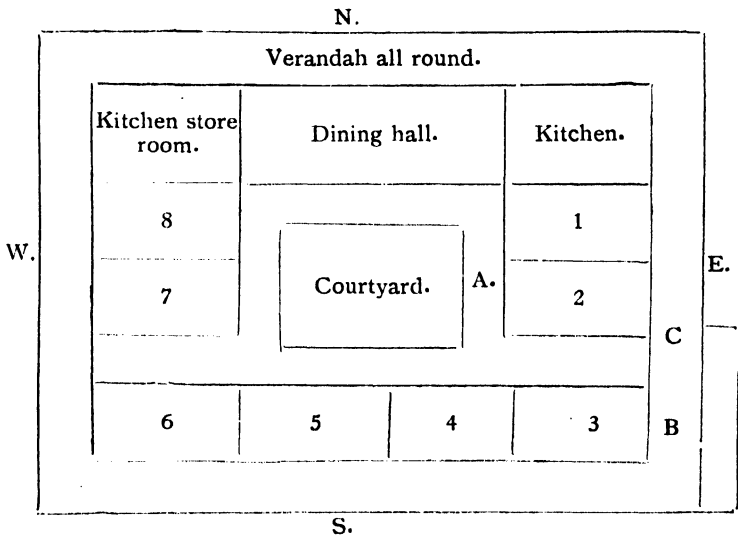 N.
Verandah all round.
Kitchen store
room.
Dining hall.
Kitchen.
8
1
W.
Courtyard.
A.
E.
7
2
C
6
5
4
3
B
S.